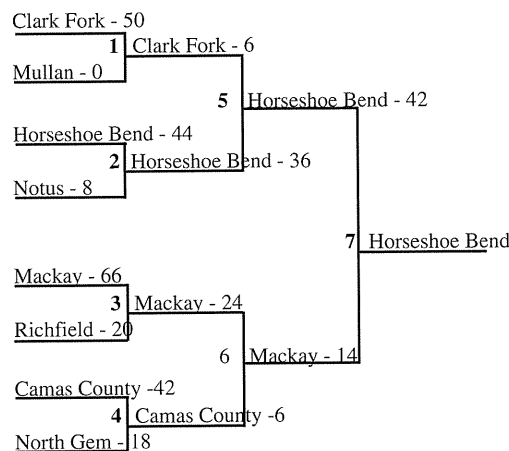 Clark Fork - 50
1 Clark Fork - 6
Mullan - 0
5 Horseshoe Bend - 42
Horseshoe Bend - 44
2 Horseshoe Bend - 36
Notus - 8
7 Horseshoe Bend
Mackay - 66
3 Mackay - 24
Richfield - 20
6 Mackay - 14
Camas County -42
4 Camas County -6
North Gem - 18